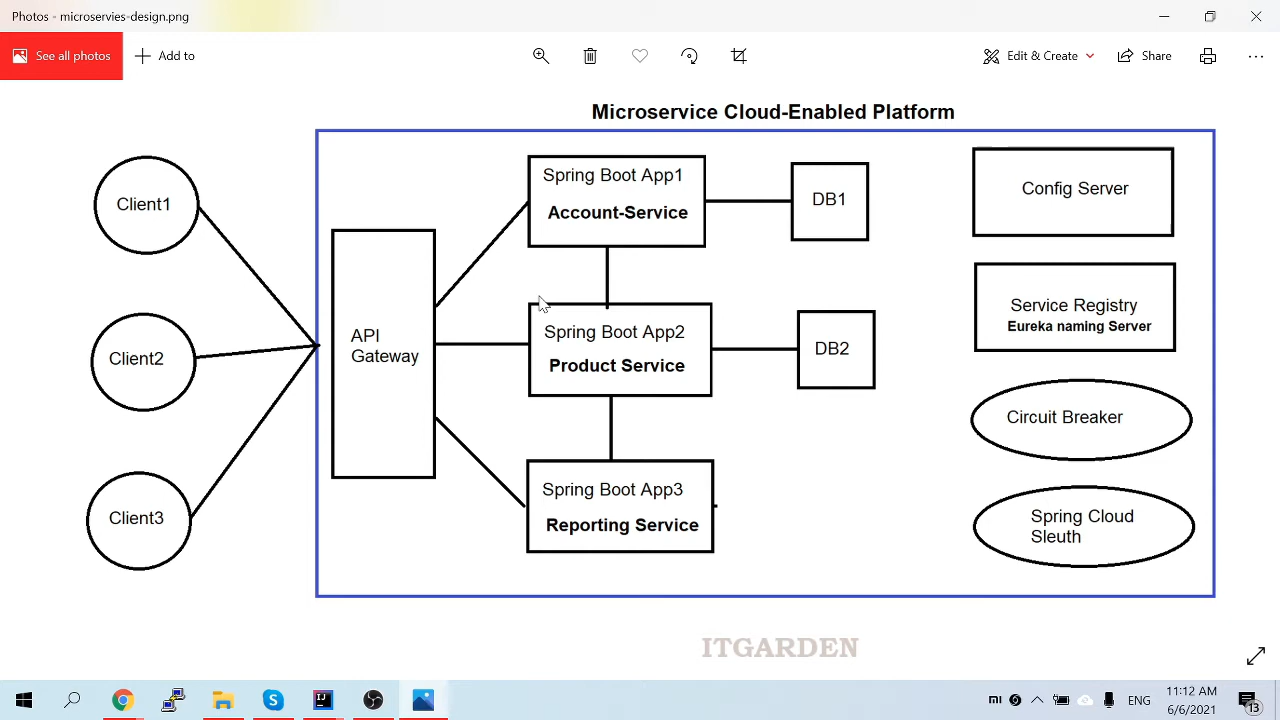 Photos - microservies-design.png
See all photos
Add to
Edit & Create
Share
Microservice Cloud-Enabled Platform
Client1
Client2
Client3
API
Gateway
Spring Boot App1
Account-Service
Spring Boot App2
Product Service
Spring Boot App3
Reporting Service
DB1
DB2
Config Server
Service Registry
Eureka naming Server
Circuit Breaker
Spring Cloud
Sleuth
ITGARDEN
IJ
mi
ENG
11:12 AM
6/6/2021
13